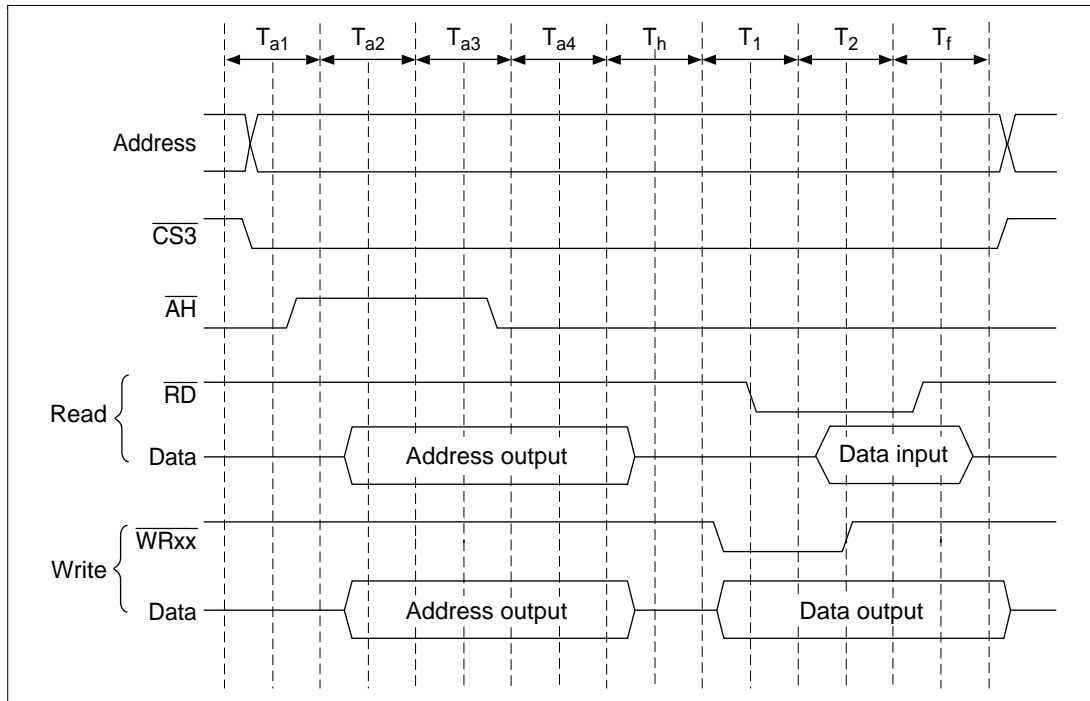 Ta1 Ta2 Ta3 Ta4 Th T1 T2 Tf
Address
CS3
AH
Read
RD
Data Address output Data input
Write
WRxx
Data Address output Data output